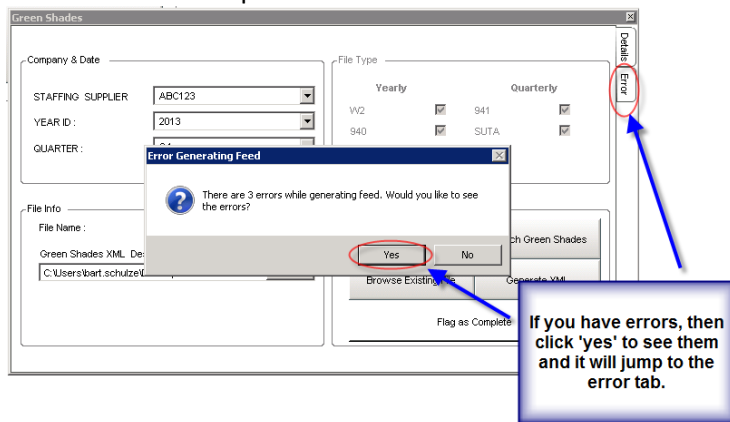 Green Shades
Details
Error
Company & Date
File Type
STAFFING SUPPLIER ABC123
Yearly Quarterly
W2 941
YEAR ID : 2013
940 SUTA
QUARTER :
Error Generating Feed
There are 3 errors while generating feed. Would you like to see
the errors?
Yes No
File Info
File Name :
Green Shades
Green Shades XML
C:\Users\bart.schulze\
Browse Existing
Generate XML
Flag as Complete
If you have errors, then
click 'yes' to see them
and it will jump to the
error tab.